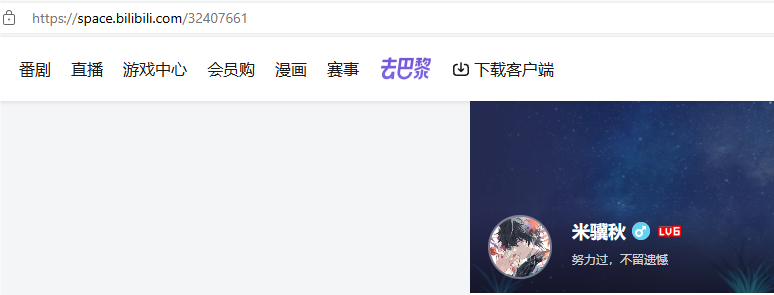 https://space.bilibili.com/32407661
番剧 直播 游戏中心 会员购 漫画 赛事 去巴黎 下载客户端
米骥秋 LV6
努力过，不留遗憾